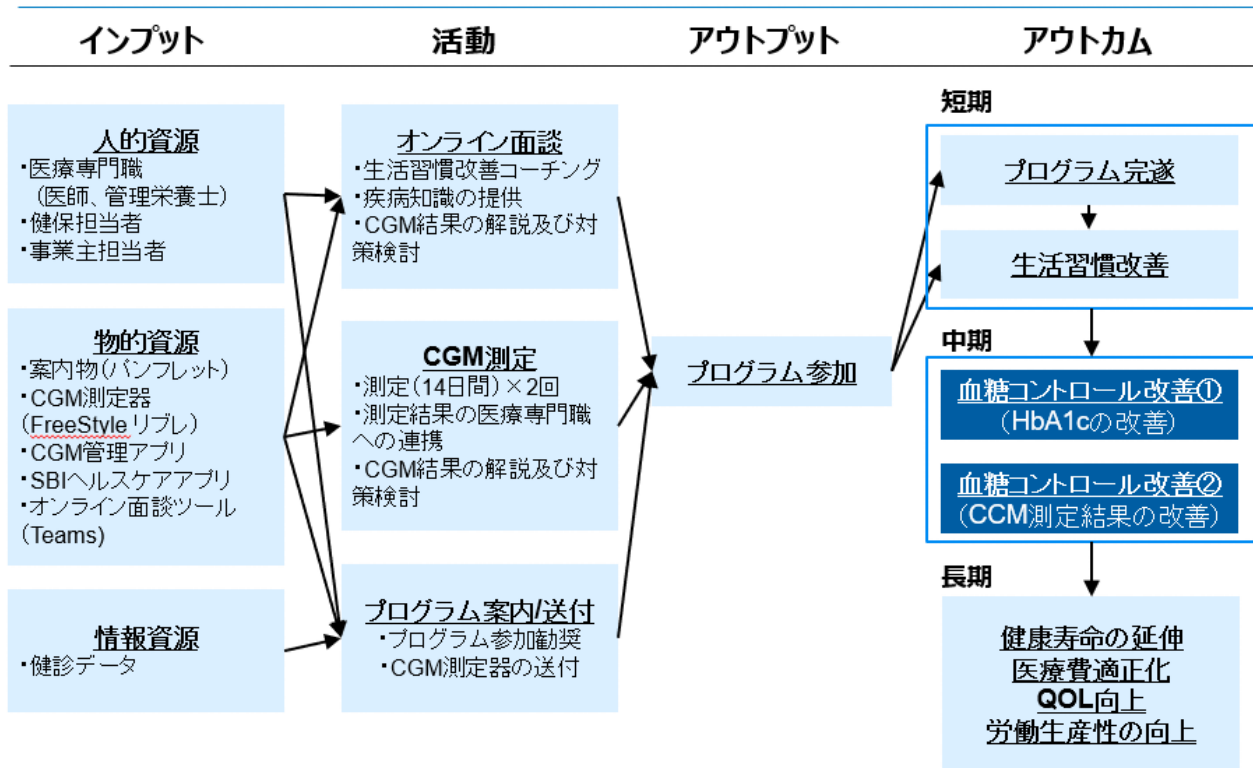 インプット
活動
アウトプット
アウトカム
人的資源
・医療専門職
（医師、管理栄養士）
・健保担当者
・事業主担当者
物的資源
・案内物（パンフレット）
・CGM測定器
（FreeStyle リブレ）
・CGM管理アプリ
・SBIヘルスケアアプリ
・オンライン面談ツール
（Teams）
情報資源
・健診データ
オンライン面談
・生活習慣改善コーチング
・疾病知識の提供
・CGM結果の解説及び対
策検討
CGM測定
・測定（14日間）×2回
・測定結果の医療専門職
への連携
・CGM結果の解説及び対
策検討
プログラム案内/送付
・プログラム参加勧奨
・CGM測定器の送付
プログラム参加
短期
プログラム完遂
生活習慣改善
中期
血糖コントロール改善①
（HbA1cの改善）
血糖コントロール改善②
（CCM測定結果の改善）
長期
健康寿命の延伸
医療費適正化
QOL向上
労働生産性の向上